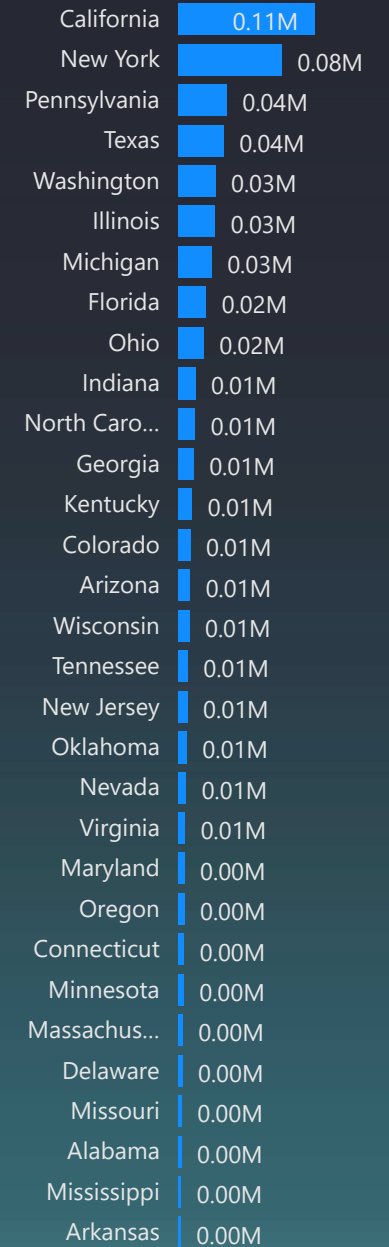 California 0.11M
New York 0.08M
Pennsylvania 0.04M
Texas 0.04M
Washington 0.03M
Illinois 0.03M
Michigan 0.03M
Florida 0.02M
Ohio 0.02M
Indiana 0.01M
North Caro... 0.01M
Georgia 0.01M
Kentucky 0.01M
Colorado 0.01M
Arizona 0.01M
Wisconsin 0.01M
Tennessee 0.01M
New Jersey 0.01M
Oklahoma 0.01M
Nevada 0.01M
Virginia 0.01M
Maryland 0.00M
Oregon 0.00M
Connecticut 0.00M
Minnesota 0.00M
Massachus... 0.00M
Delaware 0.00M
Missouri 0.00M
Alabama 0.00M
Mississippi 0.00M
Arkansas 0.00M